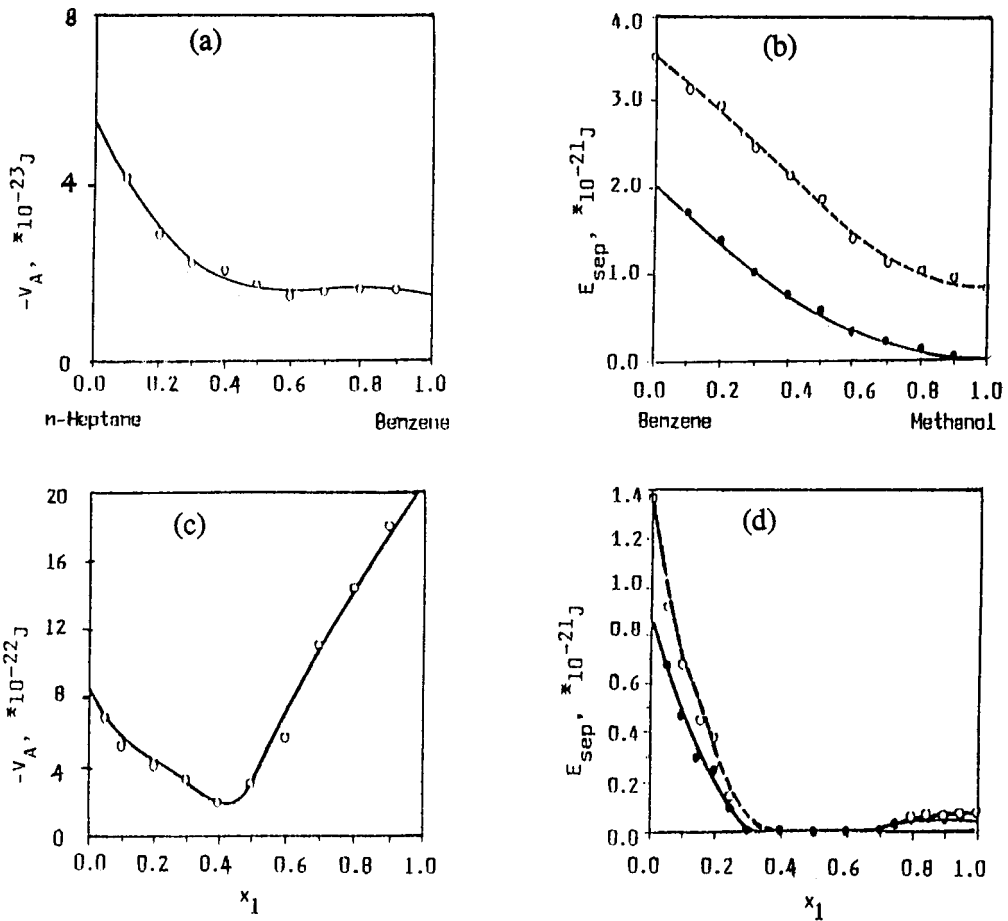 (a)
8
4
0
-V_A, *10^-23 J
0.0 0.2 0.4 0.6 0.8 1.0
n-Heptane Benzene
(b)
4.0
3.0
2.0
1.0
0.0
E_sep, *10^-21 J
0.0 0.2 0.4 0.6 0.8 1.0
Benzene Methanol
(c)
20
16
12
8
4
0
-V_A, *10^-22 J
0.0 0.2 0.4 0.6 0.8 1.0
x_1
(d)
1.4
1.2
1.0
0.8
0.6
0.4
0.2
0.0
E_sep, *10^-21 J
0.0 0.2 0.4 0.6 0.8 1.0
x_1